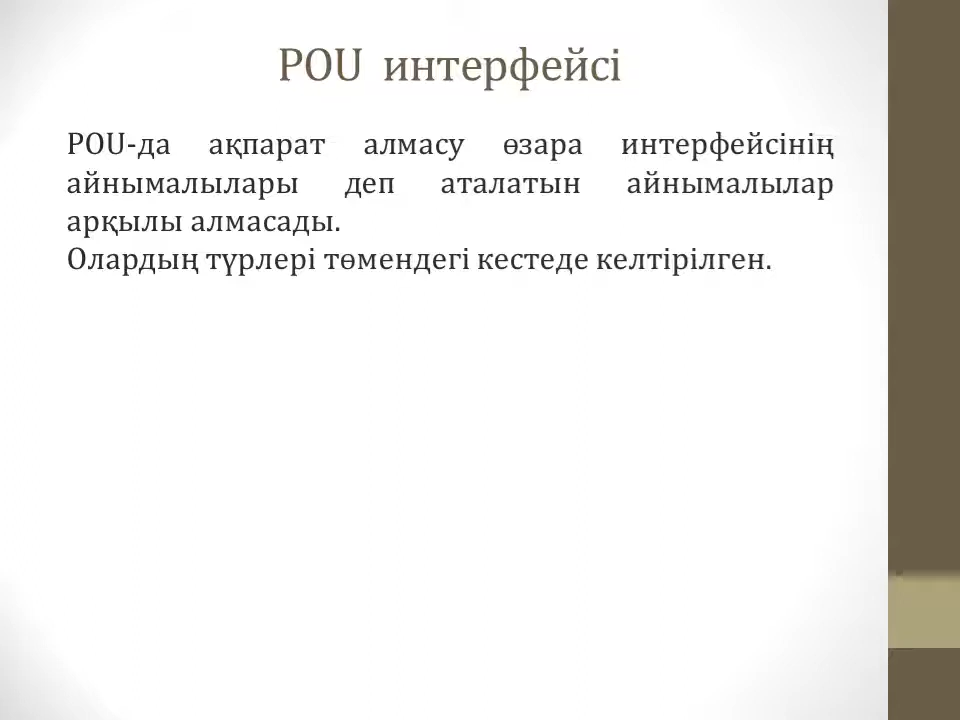 POU интерфейсі
POU-да ақпарат алмасу өзара интерфейсінің
айнымалылары деп аталатын айнымалылар
арқылы алмасады.
Олардың түрлері төмендегі кестеде келтірілген.